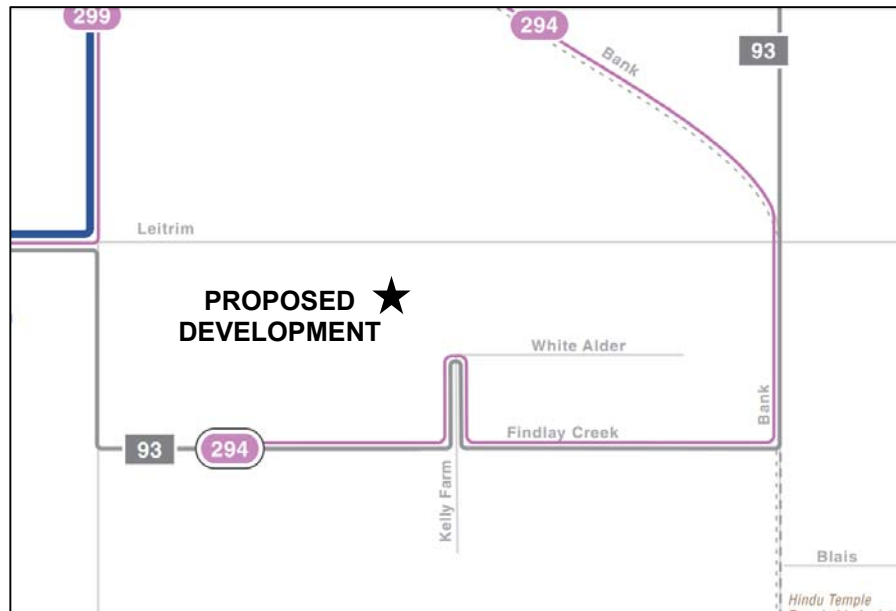 299
294
Bank
93
Leitrim
PROPOSED
DEVELOPMENT
White Alder
Bank
93
294
Findlay Creek
Kelly Farm
Blais
Hindu Temple